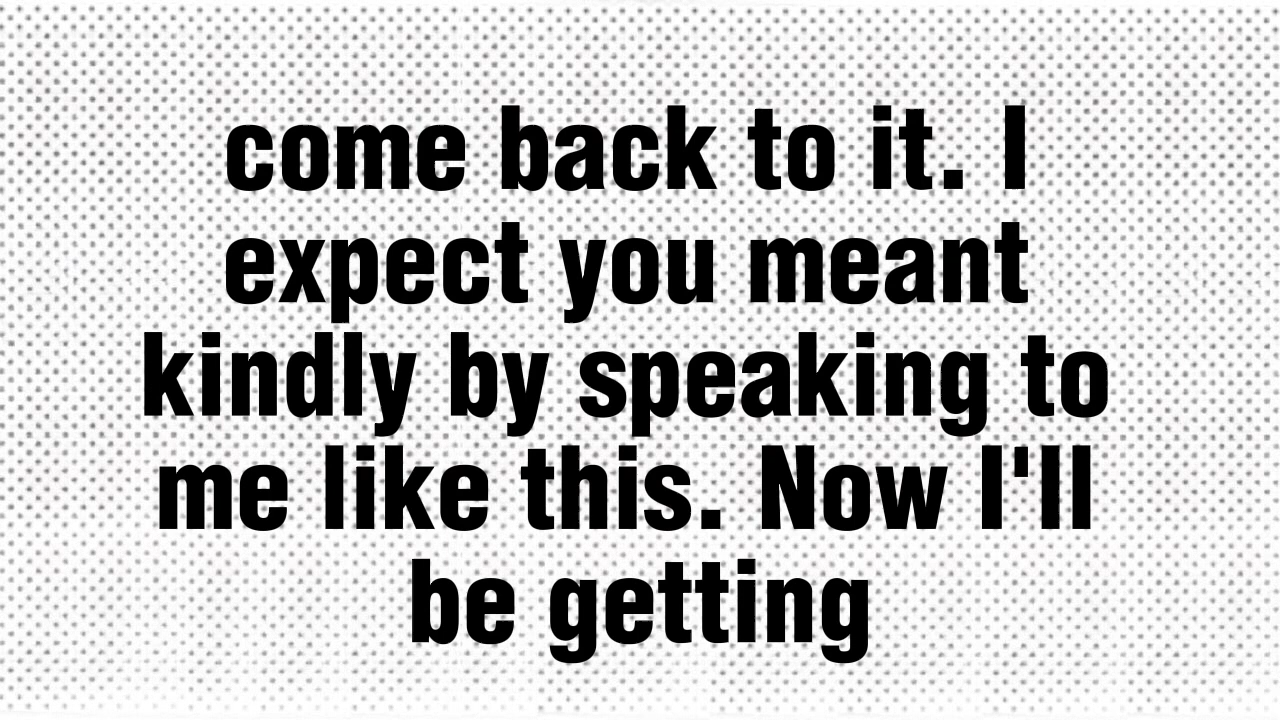 come back to it. I
expect you meant
kindly by speaking to
me like this. Now I'll
be getting